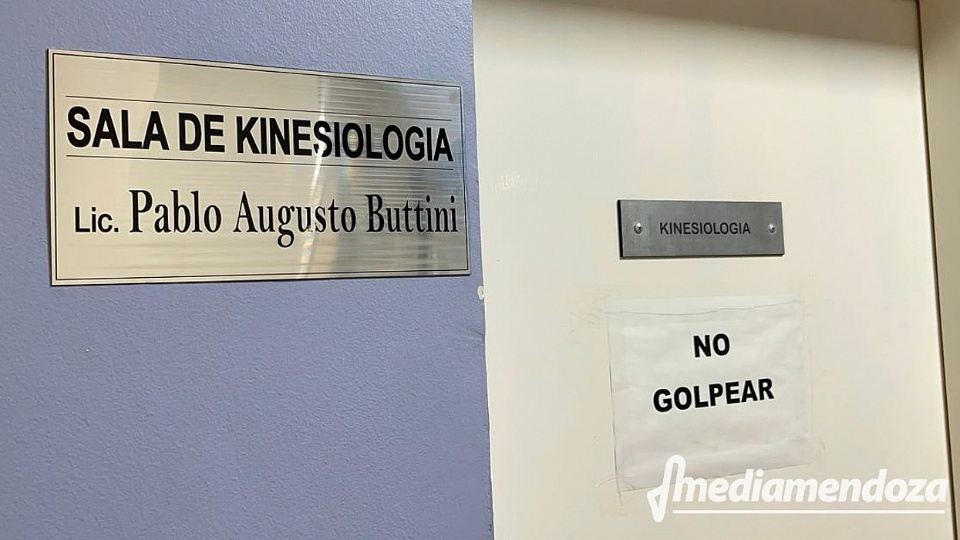 SALA DE KINESIOLOGIA
Lic. Pablo Augusto Buttini
KINESIOLOGIA
NO
GOLPEAR
mediamendoza